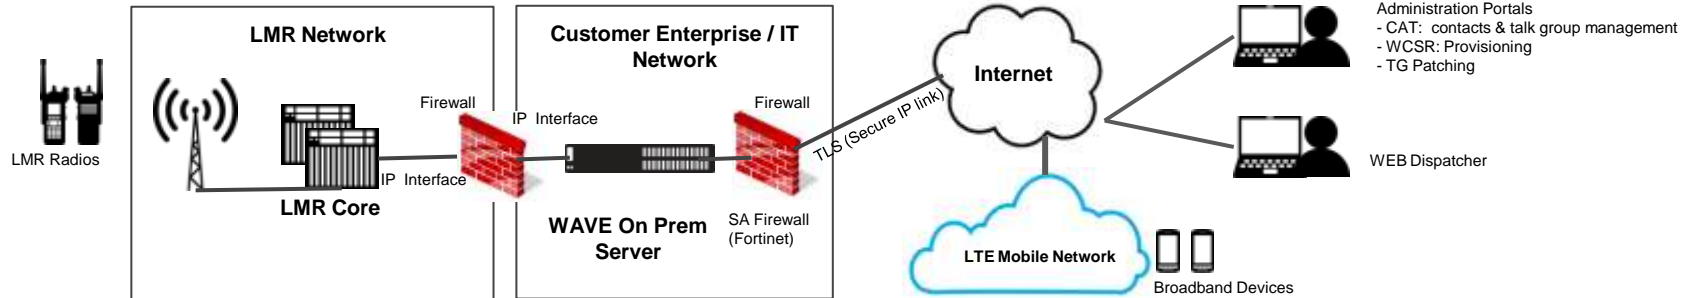 LMR Radios
LMR Network
LMR Core
IP Interface
Firewall
Customer Enterprise / IT
Network
IP Interface
WAVE On Prem
Server
Firewall
SA Firewall
(Fortinet)
TLS (Secure IP link)
Internet
LTE Mobile Network
Broadband Devices
Administration Portals
- CAT: contacts & talk group management
- WCSR: Provisioning
- TG Patching
WEB Dispatcher